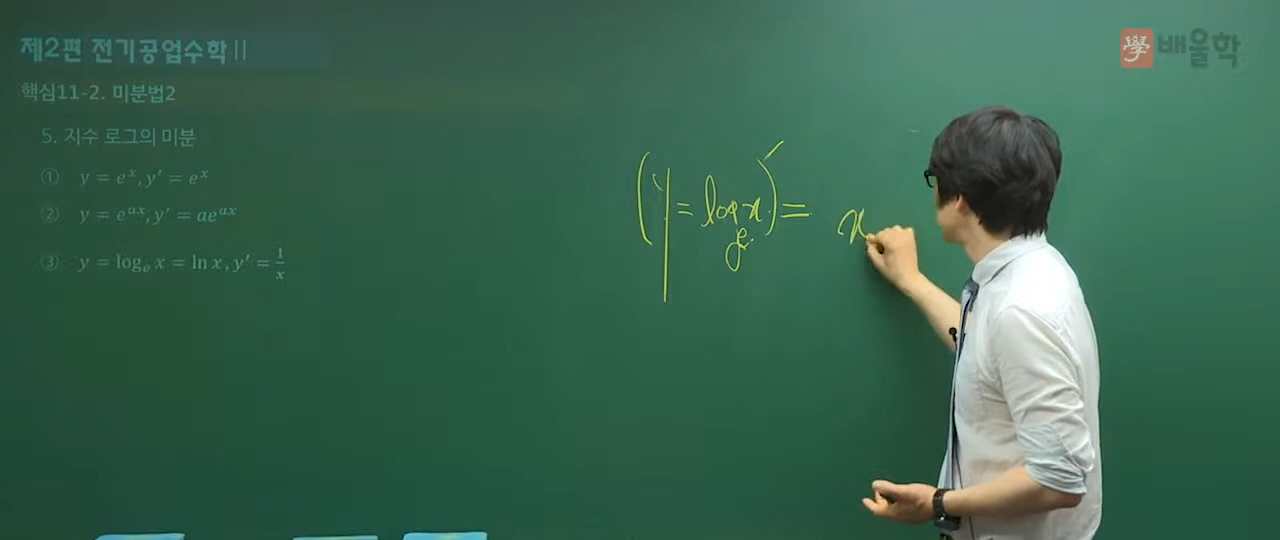 제2편 전기공업수학 II
學 배울학
핵심11-2. 미분법2
5. 지수 로그의 미분
① y = e^x, y' = e^x
② y = e^{ax}, y' = ae^{ax}
③ y = log_e x = ln x, y' = 1/x
(y = log_e x)' = x